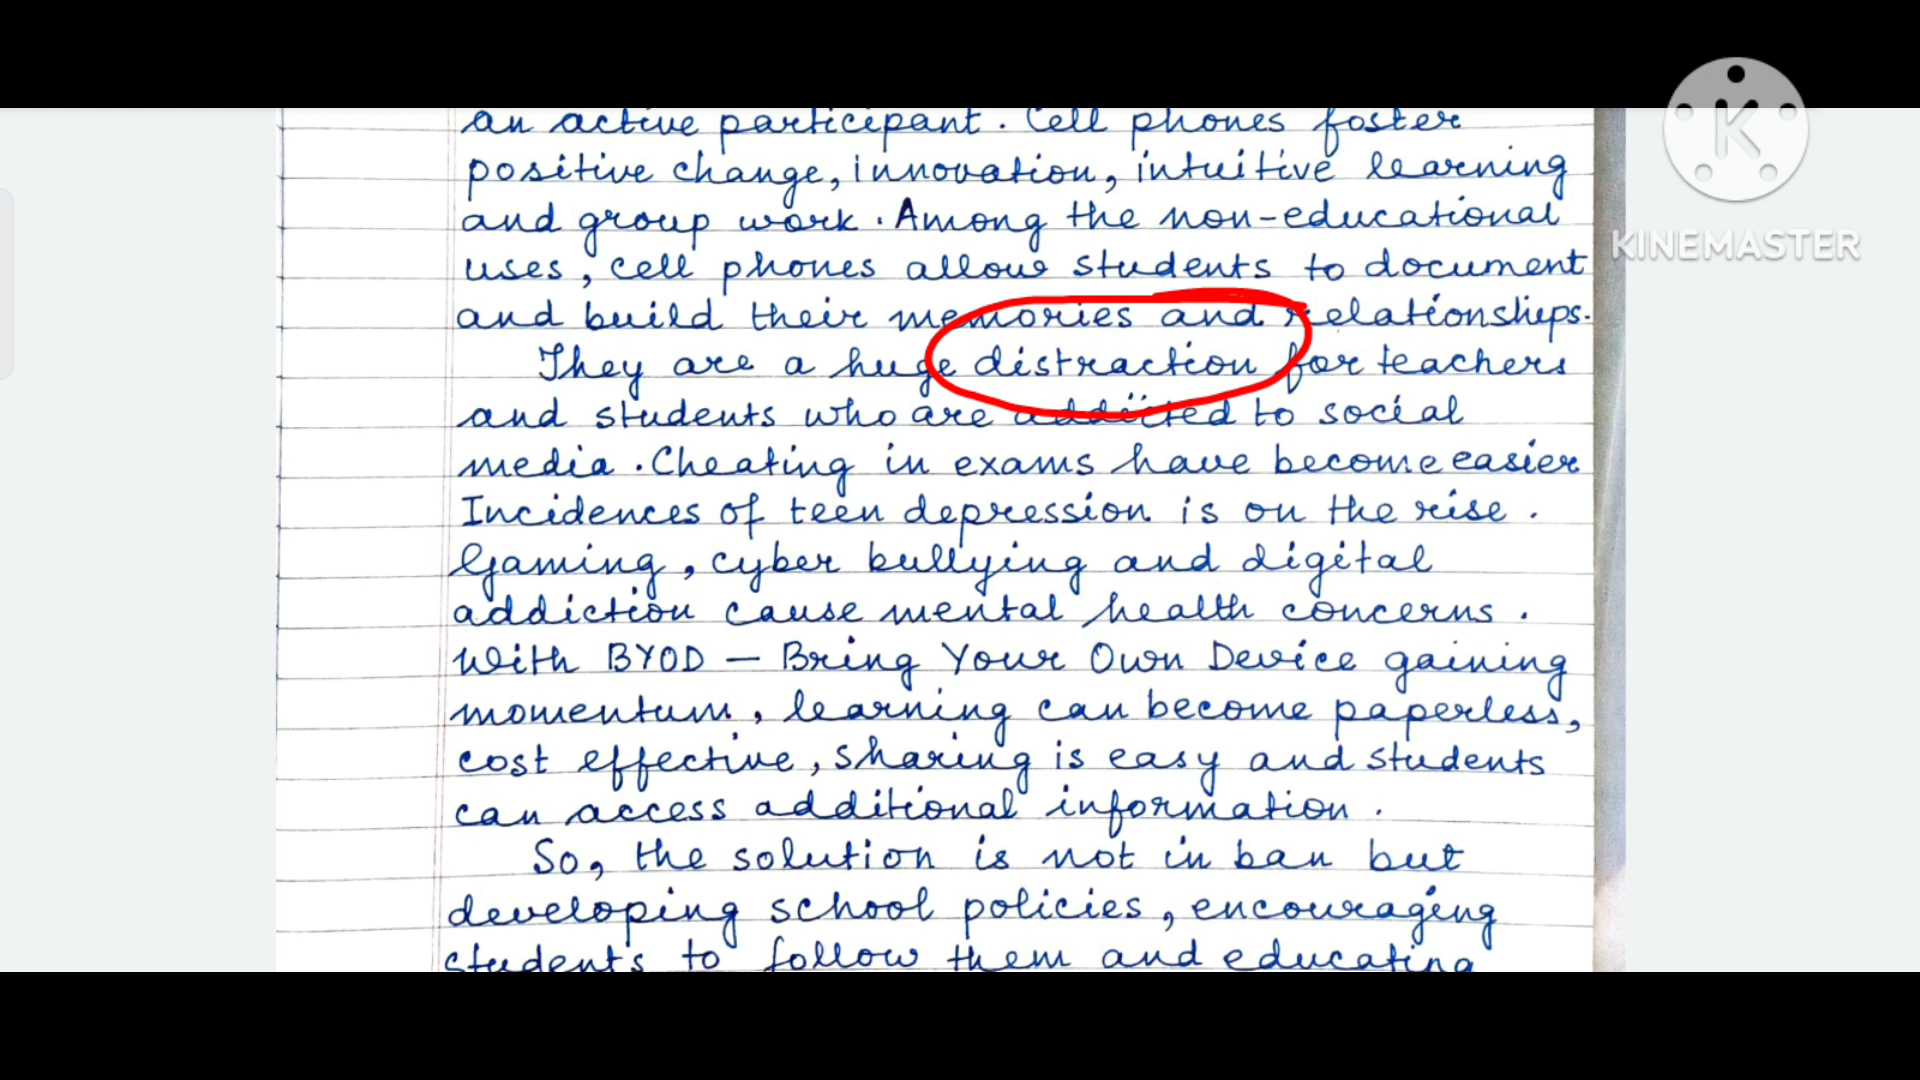 an active participant. Cell phones foster
positive change, innovation, intuitive learning
and group work. Among the non-educational
uses, cell phones allow students to document
and build their memories and relationships.
They are a huge distraction for teachers
and students who are addicted to social
media. Cheating in exams have become easier
Incidences of teen depression is on the rise.
Gaming, cyber bullying and digital
addiction cause mental health concerns.
With BYOD — Bring Your Own Device gaining
momentum, learning can become paperless,
cost effective, sharing is easy and students
can access additional information.
So, the solution is not in ban but
developing school policies, encouraging
students to follow them and educating
K
KINEMASTER